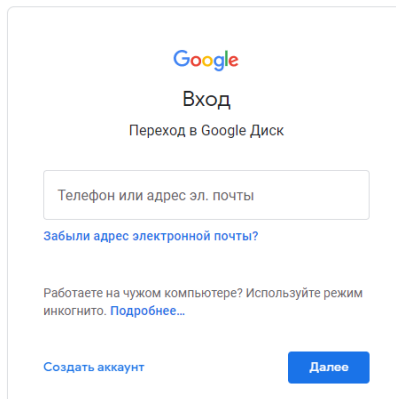 Google
Вход
Переход в Google Диск
Телефон или адрес эл. почты
Забыли адрес электронной почты?
Работаете на чужом компьютере? Используйте режим
инкогнито. Подробнее...
Создать аккаунт
Далее